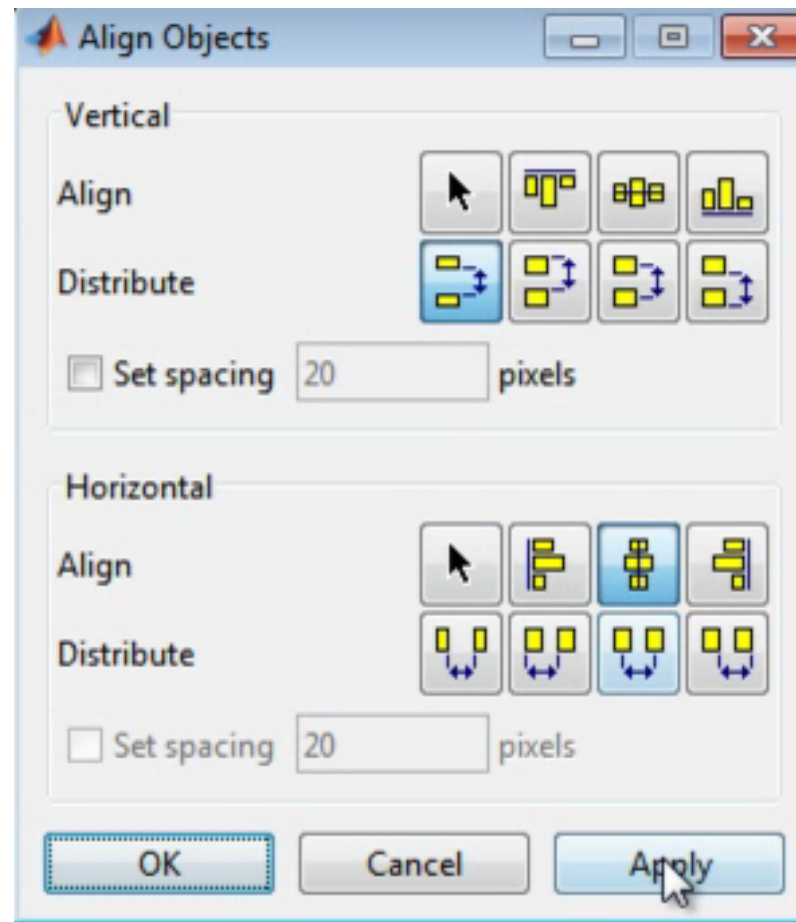 Align Objects
Vertical
Align
Distribute
Set spacing 20 pixels
Horizontal
Align
Distribute
Set spacing 20 pixels
OK Cancel Apply